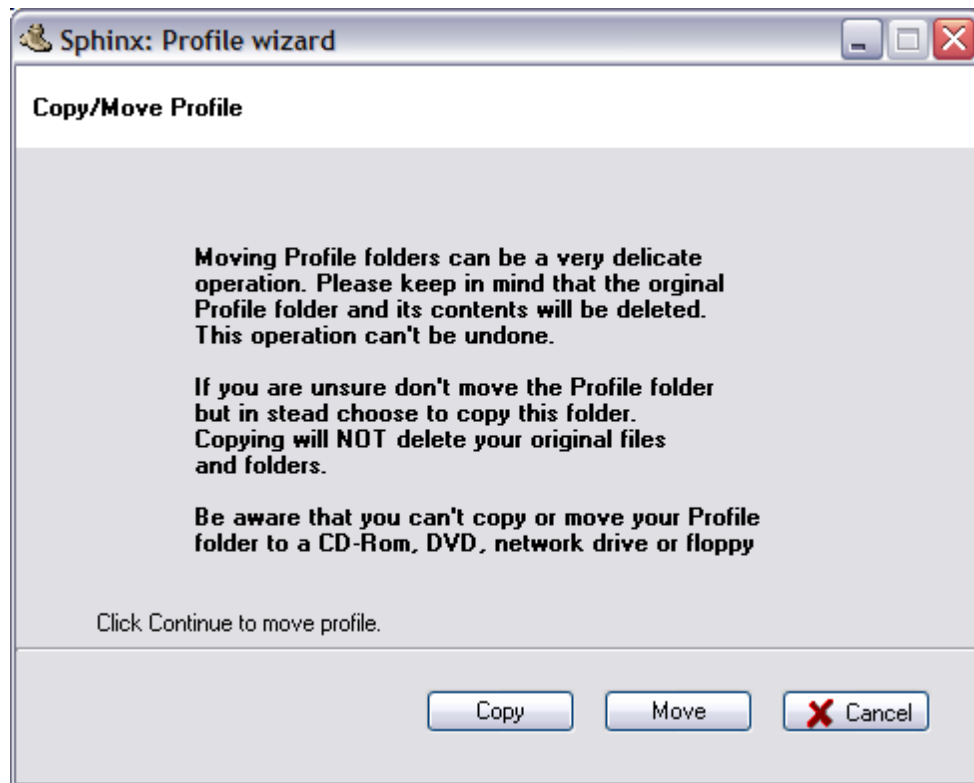 Sphinx: Profile wizard
Copy/Move Profile
Moving Profile folders can be a very delicate
operation. Please keep in mind that the orginal
Profile folder and its contents will be deleted.
This operation can't be undone.
If you are unsure don't move the Profile folder
but in stead choose to copy this folder.
Copying will NOT delete your original files
and folders.
Be aware that you can't copy or move your Profile
folder to a CD-Rom, DVD, network drive or floppy
Click Continue to move profile.
Copy
Move
Cancel